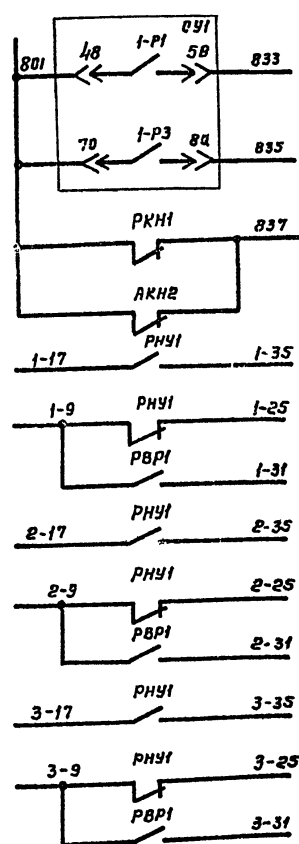 ОУ1
801 48 1-Р1 5В 833
70 1-Р3 8А 835
РКН1 837
АКН2
РНУ1
1-17 1-35
1-9 РНУ1 1-25
РВР1 1-31
РНУ1
2-17 2-35
2-9 РНУ1 2-25
РВР1 2-31
РНУ1
3-17 3-35
3-9 РНУ1 3-25
РВР1 3-31